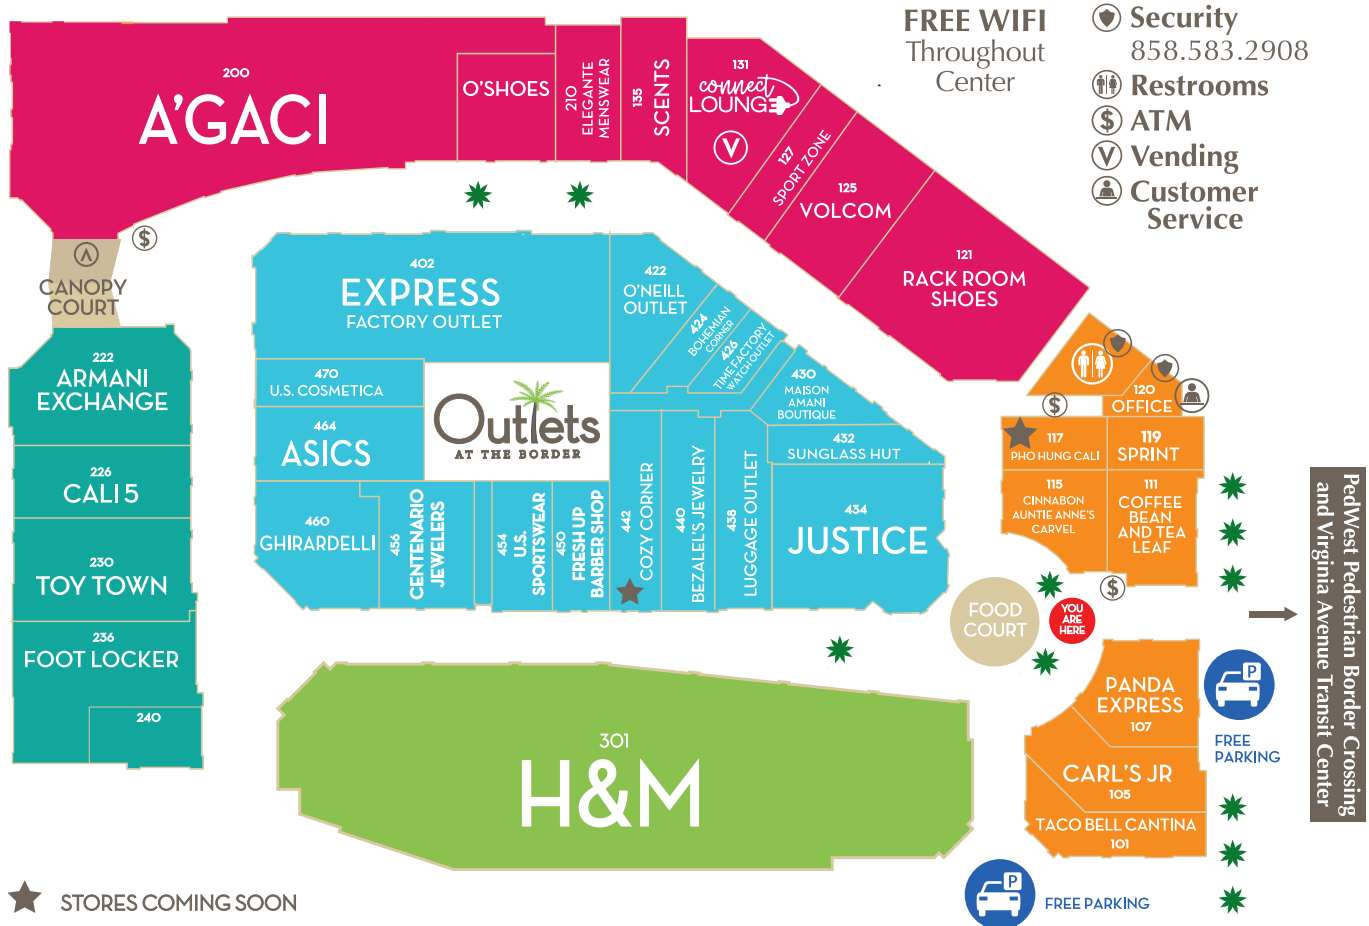 FREE WIFI
Throughout
Center
Security
858.583.2908
Restrooms
$ ATM
V Vending
Customer
Service
200
A'GACI
O'SHOES
210
ELEGANTE
MENSWEAR
135
SCENTS
131
connect
LOUNGE
V
127
SPORT ZONE
125
VOLCOM
121
RACK ROOM
SHOES
$
V
CANOPY
COURT
222
ARMANI
EXCHANGE
226
CALI 5
230
TOY TOWN
236
FOOT LOCKER
240
402
EXPRESS
FACTORY OUTLET
422
O'NEILL
OUTLET
424
BOHEMIAN
CORNER
426
TIME FACTORY
WATCH OUTLET
430
MAISON
AMANI
BOUTIQUE
432
SUNGLASS HUT
470
U.S. COSMETICA
464
ASICS
Outlets
AT THE BORDER
460
GHIRARDELLI
456
CENTENARIO
JEWELERS
454
U.S.
SPORTSWEAR
450
FRESH UP
BARBER SHOP
442
COZY CORNER
440
BEZALEL'S JEWELRY
438
LUGGAGE OUTLET
434
JUSTICE
120
OFFICE
$
117
PHO HUNG CALI
119
SPRINT
115
CINNABON
AUNTIE ANNE'S
CARVEL
111
COFFEE
BEAN
AND TEA
LEAF
$
FOOD
COURT
YOU
ARE
HERE
PANDA
EXPRESS
107
CARL'S JR
105
TACO BELL CANTINA
101
P
FREE
PARKING
PedWest Pedestrian Border Crossing
and Virginia Avenue Transit Center
301
H&M
P
FREE PARKING
STORES COMING SOON